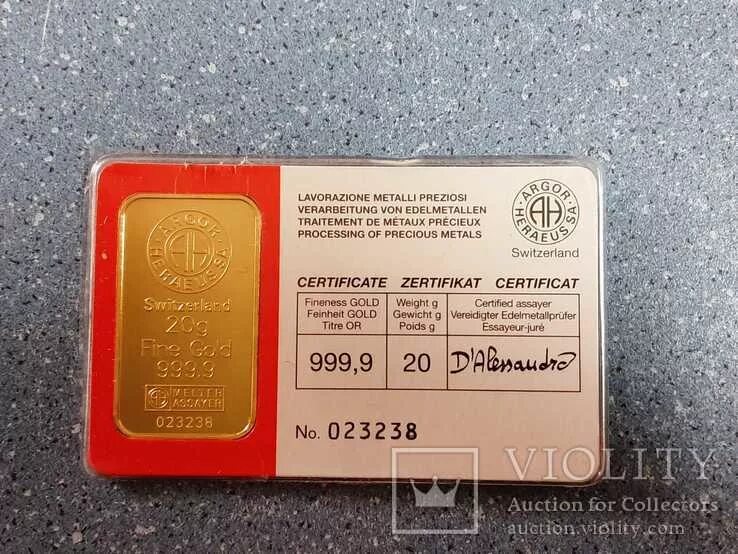 ARGOR
AH
HERAEUS SA
Switzerland
20g
Fine Gold
999.9
MELTER
ASSAYER
023238
LAVORAZIONE METALLI PREZIOSI
VERARBEITUNG VON EDELMETALLEN
TRAITEMENT DE MÉTAUX PRÉCIEUX
PROCESSING OF PRECIOUS METALS
ARGOR
AH
HERAEUS SA
Switzerland
CERTIFICATE ZERTIFIKAT CERTIFICAT
Fineness GOLD
Feinheit GOLD
Titre OR
Weight g
Gewicht g
Poids g
Certified assayer
Vereidigter Edelmetallprüfer
Essayeur-juré
999,9
20
D'Alessandro
No. 023238
VIOLITY
Auction for Collectors
auction.violity.com